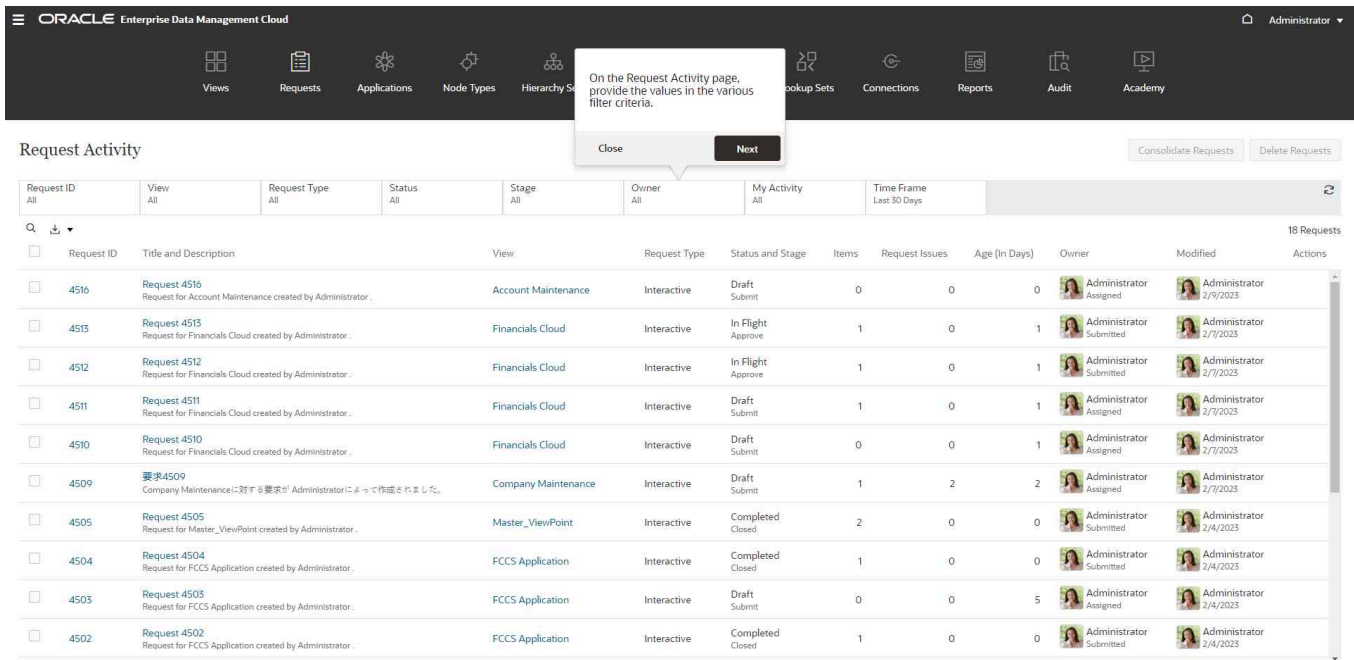 ORACLE Enterprise Data Management Cloud
Administrator
Views Requests Applications Node Types Hierarchy Se ookup Sets Connections Reports Audit Academy
On the Request Activity page,
provide the values in the various
filter criteria.
Close Next
Request Activity
Consolidate Requests Delete Requests
Request ID View Request Type Status Stage Owner My Activity Time Frame
All All All All All All All Last 30 Days
18 Requests
Request ID Title and Description View Request Type Status and Stage Items Request Issues Age (In Days) Owner Modified Actions
4516 Request 4516 Account Maintenance Interactive Draft 0 0 0 Administrator Administrator
Request for Account Maintenance created by Administrator . Submit Assigned 2/9/2023
4513 Request 4513 Financials Cloud Interactive In Flight 1 0 1 Administrator Administrator
Request for Financials Cloud created by Administrator . Approve Submitted 2/7/2023
4512 Request 4512 Financials Cloud Interactive In Flight 1 0 1 Administrator Administrator
Request for Financials Cloud created by Administrator . Approve Submitted 2/7/2023
4511 Request 4511 Financials Cloud Interactive Draft 1 0 1 Administrator Administrator
Request for Financials Cloud created by Administrator . Submit Assigned 2/7/2023
4510 Request 4510 Financials Cloud Interactive Draft 0 0 1 Administrator Administrator
Request for Financials Cloud created by Administrator . Submit Assigned 2/7/2023
4509 要求4509 Company Maintenance Interactive Draft 1 2 2 Administrator Administrator
Company Maintenanceに対する要求が Administratorによって作成されました。 Submit Assigned 2/7/2023
4505 Request 4505 Master_ViewPoint Interactive Completed 2 0 0 Administrator Administrator
Request for Master_ViewPoint created by Administrator . Closed Submitted 2/4/2023
4504 Request 4504 FCCS Application Interactive Completed 1 0 0 Administrator Administrator
Request for FCCS Application created by Administrator . Closed Submitted 2/4/2023
4503 Request 4503 FCCS Application Interactive Draft 0 0 5 Administrator Administrator
Request for FCCS Application created by Administrator . Submit Assigned 2/4/2023
4502 Request 4502 FCCS Application Interactive Completed 1 0 0 Administrator Administrator
Request for FCCS Application created by Administrator . Closed Submitted 2/4/2023